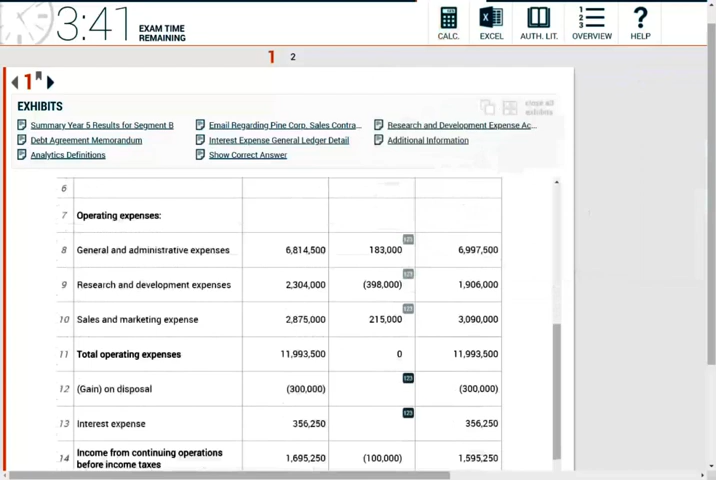 3:41 EXAM TIME REMAINING
CALC. EXCEL AUTH. LIT. OVERVIEW HELP
1 2
1
EXHIBITS
Summary Year 5 Results for Segment B Email Regarding Pine Corp. Sales Contra... Research and Development Expense Ac...
Debt Agreement Memorandum Interest Expense General Ledger Detail Additional Information
Analytics Definitions Show Correct Answer
6
7 Operating expenses:
8 General and administrative expenses 6,814,500 183,000 6,997,500
9 Research and development expenses 2,304,000 (398,000) 1,906,000
10 Sales and marketing expense 2,875,000 215,000 3,090,000
11 Total operating expenses 11,993,500 0 11,993,500
12 (Gain) on disposal (300,000) (300,000)
13 Interest expense 356,250 356,250
14 Income from continuing operations before income taxes 1,695,250 (100,000) 1,595,250